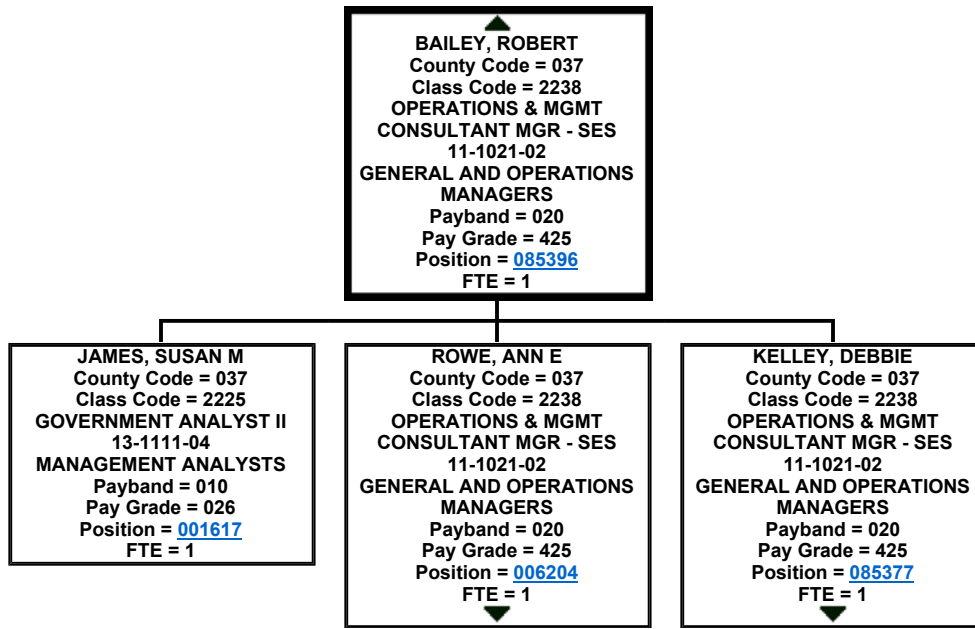 BAILEY, ROBERT
County Code = 037
Class Code = 2238
OPERATIONS & MGMT
CONSULTANT MGR - SES
11-1021-02
GENERAL AND OPERATIONS
MANAGERS
Payband = 020
Pay Grade = 425
Position = 085396
FTE = 1
JAMES, SUSAN M
County Code = 037
Class Code = 2225
GOVERNMENT ANALYST II
13-1111-04
MANAGEMENT ANALYSTS
Payband = 010
Pay Grade = 026
Position = 001617
FTE = 1
ROWE, ANN E
County Code = 037
Class Code = 2238
OPERATIONS & MGMT
CONSULTANT MGR - SES
11-1021-02
GENERAL AND OPERATIONS
MANAGERS
Payband = 020
Pay Grade = 425
Position = 006204
FTE = 1
KELLEY, DEBBIE
County Code = 037
Class Code = 2238
OPERATIONS & MGMT
CONSULTANT MGR - SES
11-1021-02
GENERAL AND OPERATIONS
MANAGERS
Payband = 020
Pay Grade = 425
Position = 085377
FTE = 1